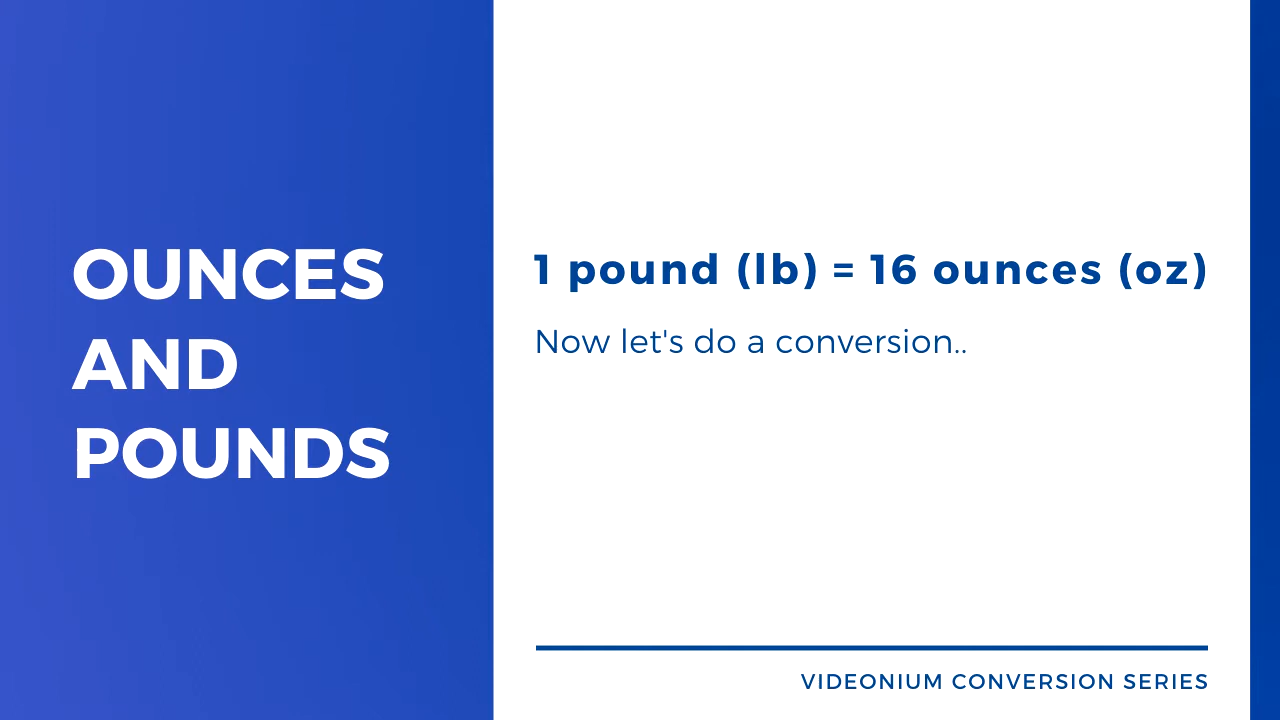 OUNCES
AND
POUNDS
1 pound (lb) = 16 ounces (oz)
Now let's do a conversion..
VIDEONIUM CONVERSION SERIES